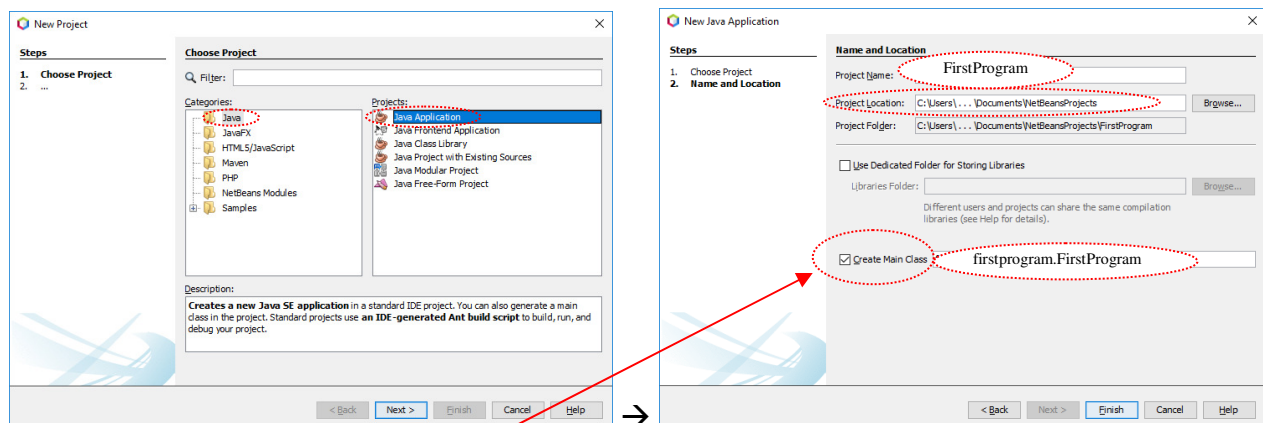 New Project
Steps
1. Choose Project
2. ...
Choose Project
Filter:
Categories:
Java
JavaFX
HTML5/JavaScript
Maven
PHP
NetBeans Modules
Samples
Projects:
Java Application
Java Frontend Application
Java Class Library
Java Project with Existing Sources
Java Modular Project
Java Free-Form Project
Description:
Creates a new Java SE application in a standard IDE project. You can also generate a main
class in the project. Standard projects use an IDE-generated Ant build script to build, run, and
debug your project.
< Back Next > Finish Cancel Help
→
New Java Application
Steps
1. Choose Project
2. Name and Location
Name and Location
Project Name: FirstProgram
Project Location: C:\Users\ . . . \Documents\NetBeansProjects Browse...
Project Folder: C:\Users\ . . . \Documents\NetBeansProjects\FirstProgram
Use Dedicated Folder for Storing Libraries
Libraries Folder: Browse...
Different users and projects can share the same compilation
libraries (see Help for details).
Create Main Class firstprogram.FirstProgram
< Back Next > Finish Cancel Help